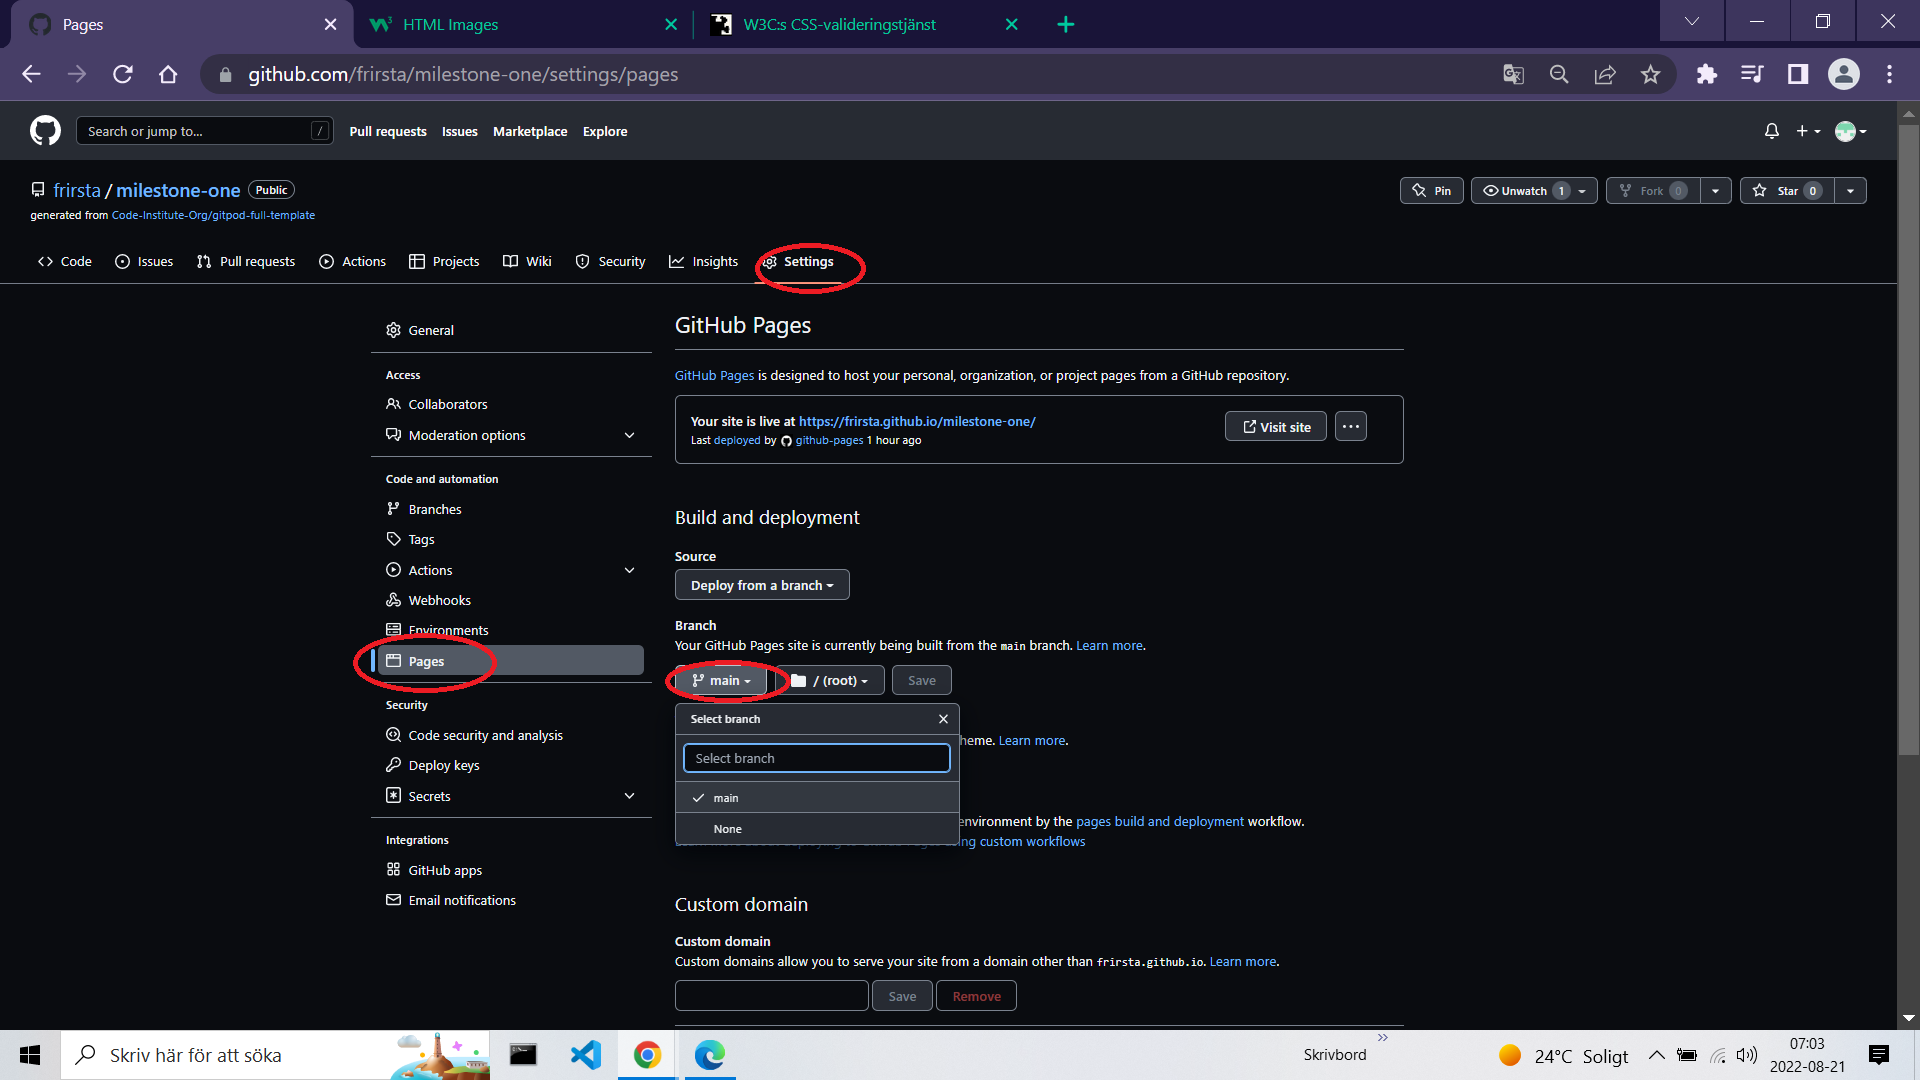 Pages
HTML Images
W3C:s CSS-valideringstjänst
github.com/frirsta/milestone-one/settings/pages
Search or jump to... /
Pull requests Issues Marketplace Explore
frirsta / milestone-one Public
Pin Unwatch 1 Fork 0 Star 0
generated from Code-Institute-Org/gitpod-full-template
Code Issues Pull requests Actions Projects Wiki Security Insights Settings
General
Access
Collaborators
Moderation options
Code and automation
Branches
Tags
Actions
Webhooks
Environments
Pages
Security
Code security and analysis
Deploy keys
Secrets
Integrations
GitHub apps
Email notifications
GitHub Pages
GitHub Pages is designed to host your personal, organization, or project pages from a GitHub repository.
Your site is live at https://frirsta.github.io/milestone-one/
Last deployed by github-pages 1 hour ago
Visit site
Build and deployment
Source
Deploy from a branch
Branch
Your GitHub Pages site is currently being built from the main branch. Learn more.
main / (root) Save
Select branch
Select branch
heme. Learn more.
main
None
environment by the pages build and deployment workflow.
ng custom workflows
Custom domain
Custom domain
Custom domains allow you to serve your site from a domain other than frirsta.github.io. Learn more.
Save Remove
Skriv här för att söka
Skrivbord
24°C Soligt
07:03
2022-08-21